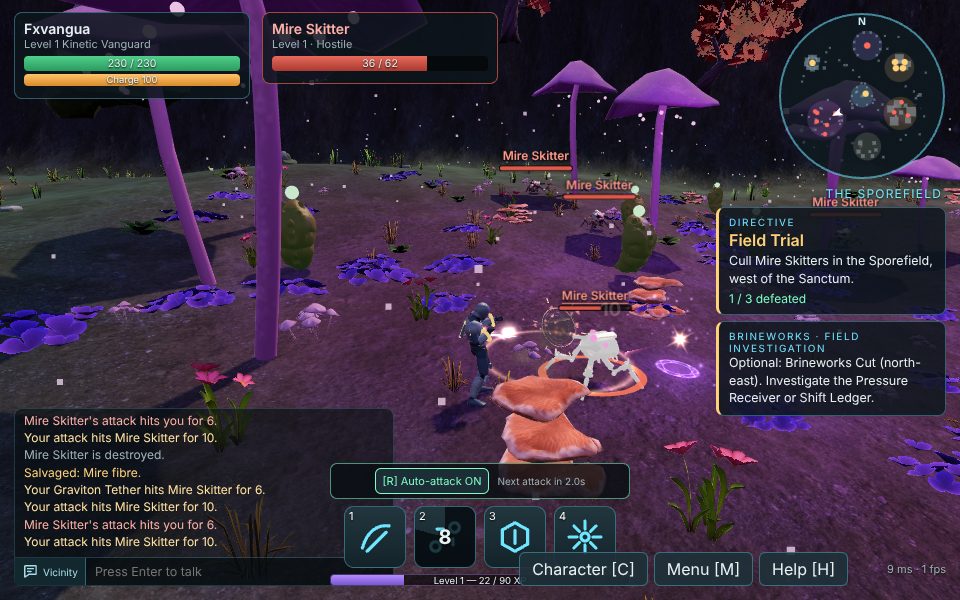 Fxvangua
Level 1 Kinetic Vanguard
230 / 230
Charge 100
Mire Skitter
Level 1 · Hostile
36 / 62
N
THE SPOREFIELD
Mire Skitter
Mire Skitter
Mire Skitter
Mire Skitter
DIRECTIVE
Field Trial
Cull Mire Skitters in the Sporefield,
west of the Sanctum.
1 / 3 defeated
BRINEWORKS · FIELD
INVESTIGATION
Optional: Brineworks Cut (north-
east). Investigate the Pressure
Receiver or Shift Ledger.
Mire Skitter's attack hits you for 6.
Your attack hits Mire Skitter for 10.
Mire Skitter is destroyed.
Salvaged: Mire fibre.
Your Graviton Tether hits Mire Skitter for 6.
Your attack hits Mire Skitter for 10.
Mire Skitter's attack hits you for 6.
Your attack hits Mire Skitter for 10.
Vicinity
Press Enter to talk
[R] Auto-attack ON
Next attack in 2.0s
1
2
8
3
4
Level 1 — 22 / 90 X
Character [C]
Menu [M]
Help [H]
9 ms · 1 fps